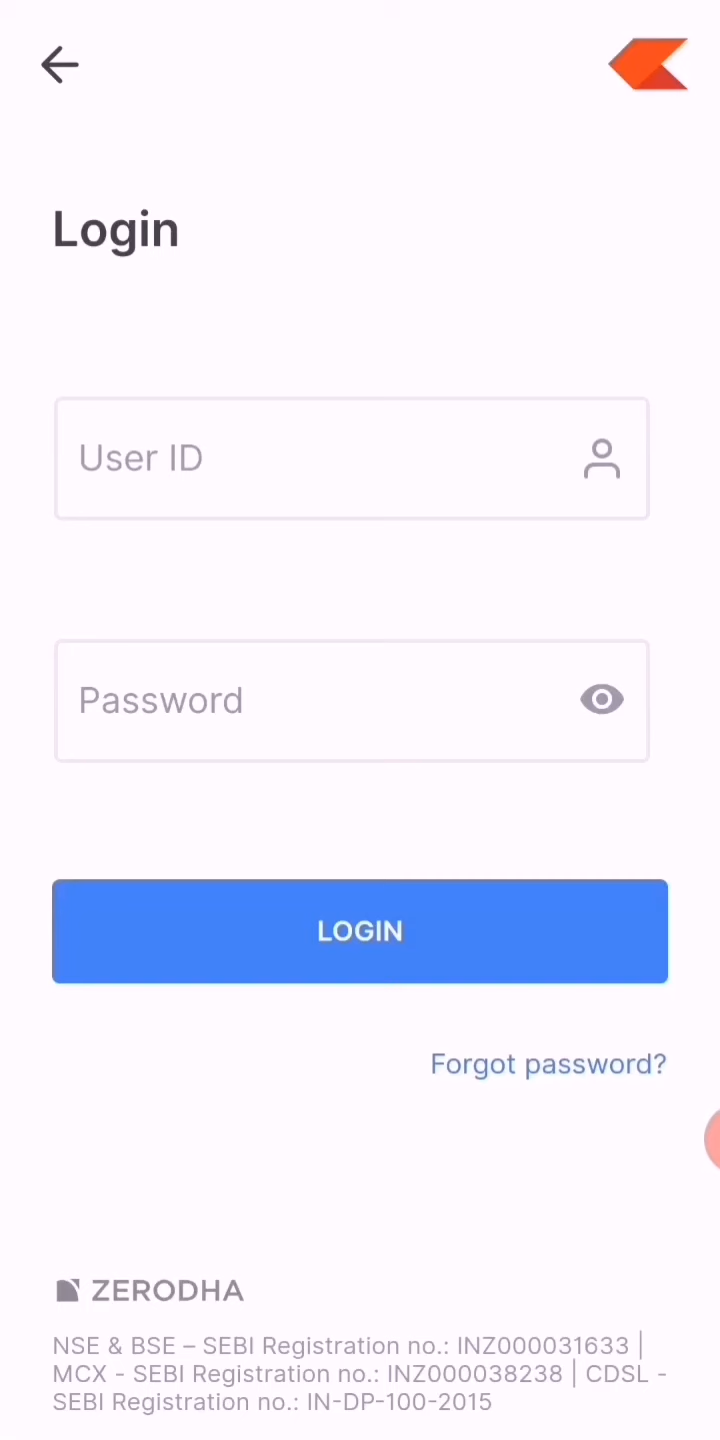 Login
User ID
Password
LOGIN
Forgot password?
ZERODHA
NSE & BSE – SEBI Registration no.: INZ000031633 |
MCX - SEBI Registration no.: INZ000038238 | CDSL -
SEBI Registration no.: IN-DP-100-2015